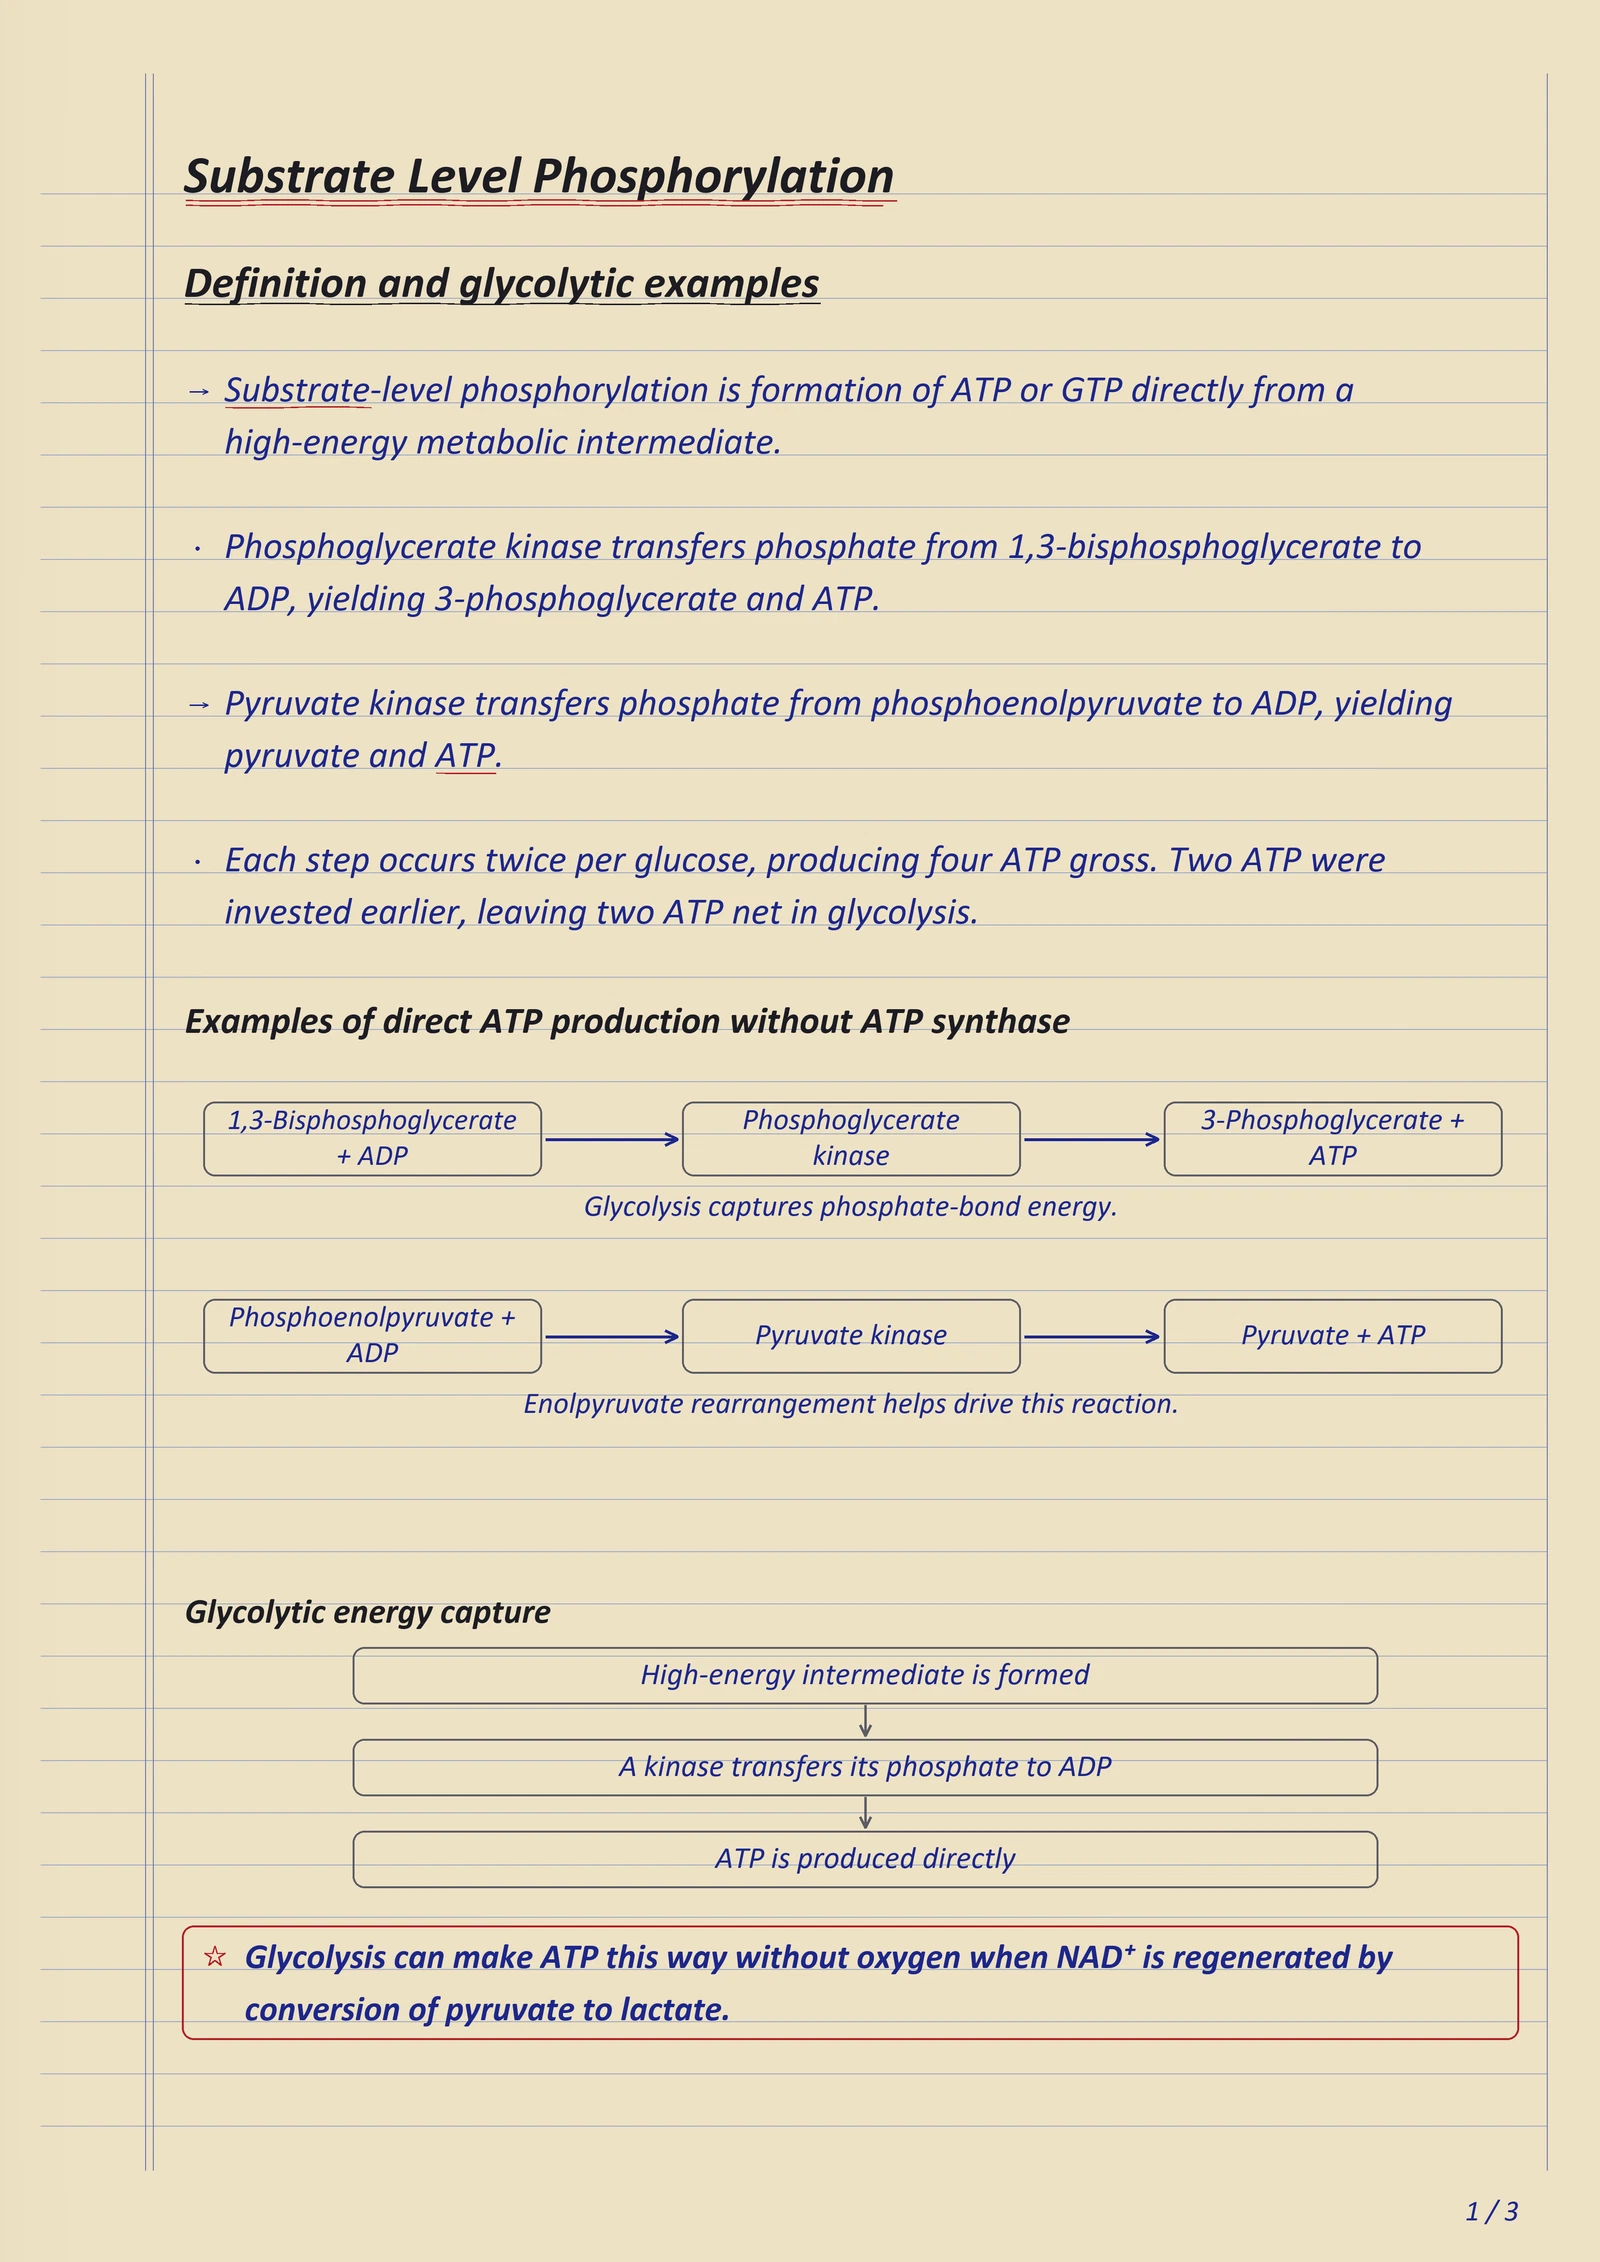 Substrate Level Phosphorylation
Definition and glycolytic examples
→ Substrate-level phosphorylation is formation of ATP or GTP directly from a
high-energy metabolic intermediate.
· Phosphoglycerate kinase transfers phosphate from 1,3-bisphosphoglycerate to
ADP, yielding 3-phosphoglycerate and ATP.
→ Pyruvate kinase transfers phosphate from phosphoenolpyruvate to ADP, yielding
pyruvate and ATP.
· Each step occurs twice per glucose, producing four ATP gross. Two ATP were
invested earlier, leaving two ATP net in glycolysis.
Examples of direct ATP production without ATP synthase
1,3-Bisphosphoglycerate
+ ADP
Phosphoglycerate
kinase
3-Phosphoglycerate +
ATP
Glycolysis captures phosphate-bond energy.
Phosphoenolpyruvate +
ADP
Pyruvate kinase
Pyruvate + ATP
Enolpyruvate rearrangement helps drive this reaction.
Glycolytic energy capture
High-energy intermediate is formed
A kinase transfers its phosphate to ADP
ATP is produced directly
☆ Glycolysis can make ATP this way without oxygen when NAD⁺ is regenerated by
conversion of pyruvate to lactate.
1 / 3